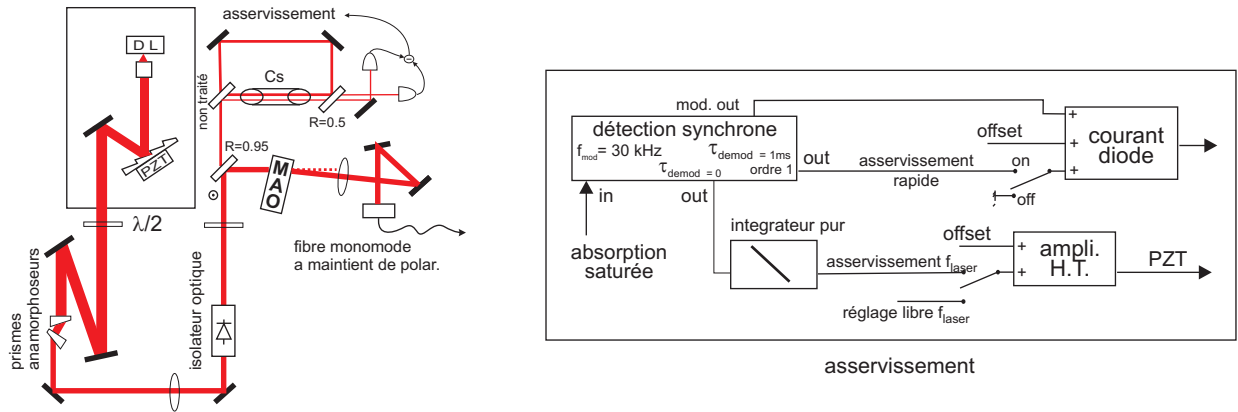 asservissement
D L
Cs
non traité
R=0.5
PZT
R=0.95
MAO
λ/2
fibre monomode
a maintient de polar.
prismes
anamorphoseurs
isolateur optique
mod. out
détection synchrone
f_mod = 30 kHz
τ_demod = 1ms
ordre 1
τ_demod = 0
in
out
out
absorption
saturée
integrateur pur
asservissement
rapide
offset
on
off
+
+
+
courant
diode
asservissement f_laser
réglage libre f_laser
offset
+
+
ampli.
H.T.
PZT
asservissement